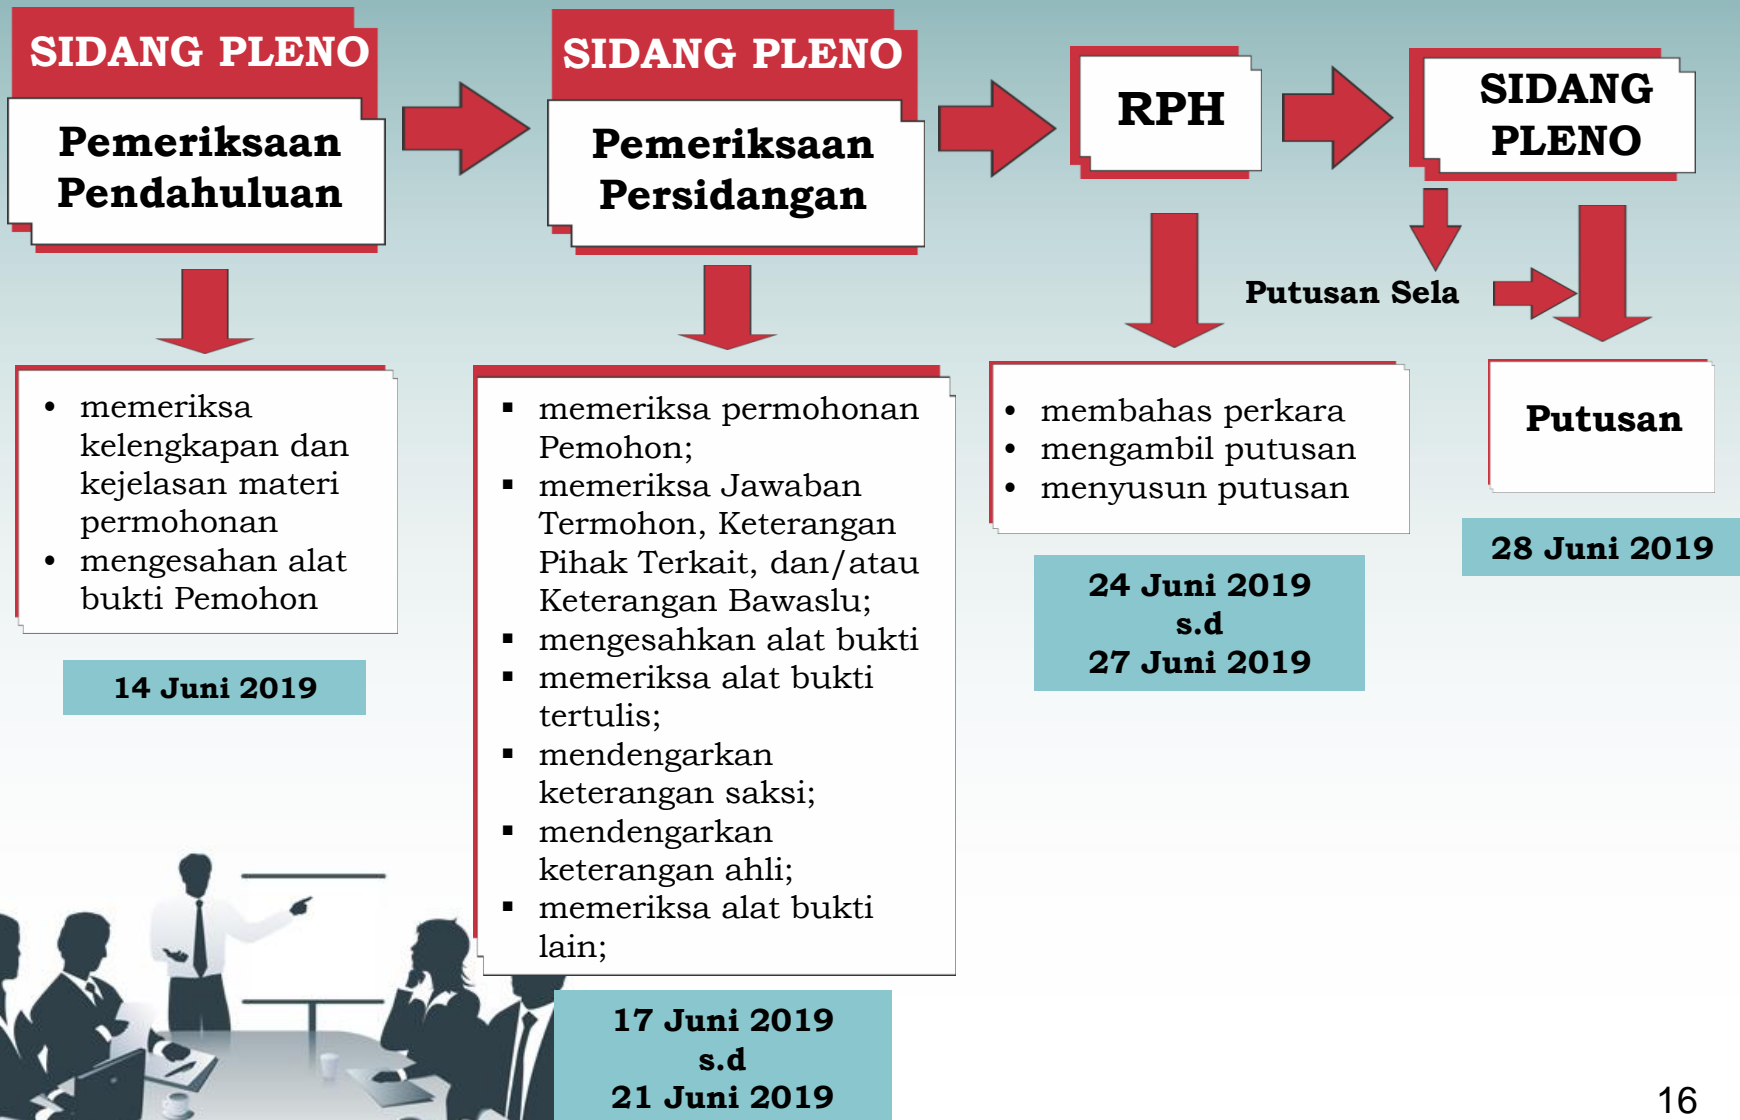 SIDANG PLENO
Pemeriksaan
Pendahuluan
• memeriksa
kelengkapan dan
kejelasan materi
permohonan
• mengesahan alat
bukti Pemohon
14 Juni 2019
SIDANG PLENO
Pemeriksaan
Persidangan
▪ memeriksa permohonan
Pemohon;
▪ memeriksa Jawaban
Termohon, Keterangan
Pihak Terkait, dan/atau
Keterangan Bawaslu;
▪ mengesahkan alat bukti
▪ memeriksa alat bukti
tertulis;
▪ mendengarkan
keterangan saksi;
▪ mendengarkan
keterangan ahli;
▪ memeriksa alat bukti
lain;
17 Juni 2019
s.d
21 Juni 2019
RPH
• membahas perkara
• mengambil putusan
• menyusun putusan
24 Juni 2019
s.d
27 Juni 2019
SIDANG
PLENO
Putusan Sela
Putusan
28 Juni 2019
16